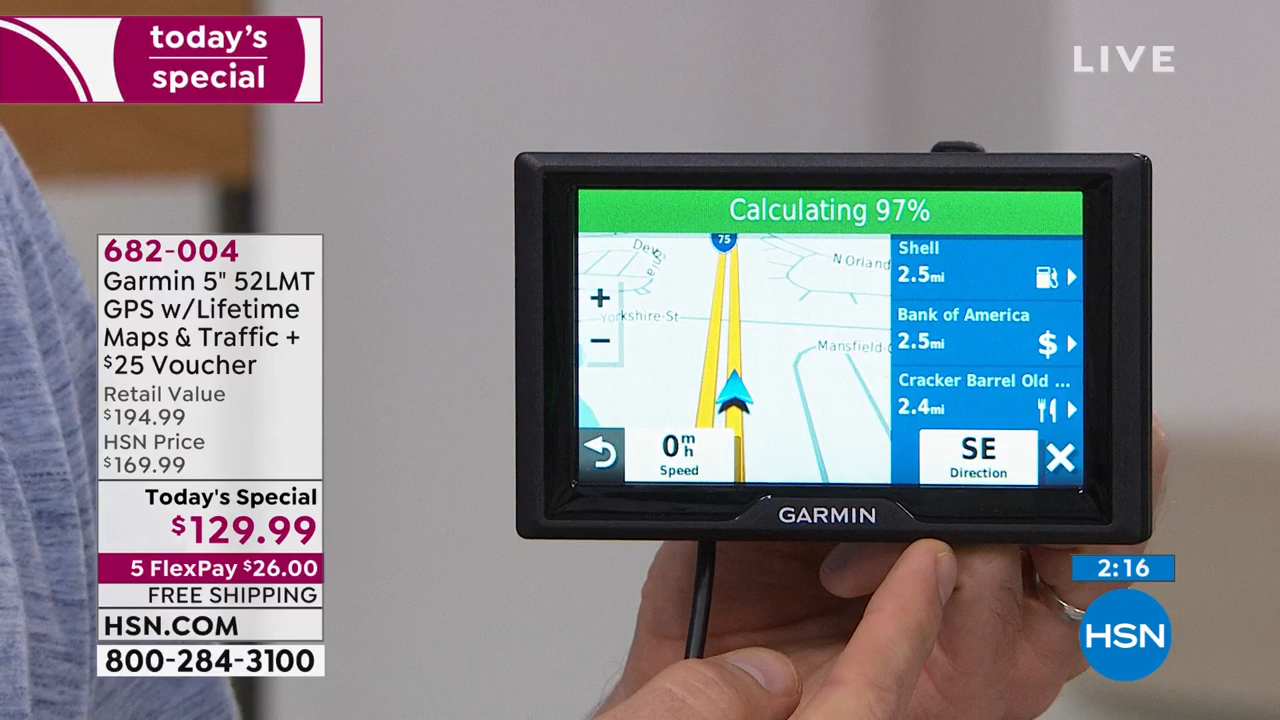 today's
special
LIVE
682-004
Garmin 5" 52LMT
GPS w/Lifetime
Maps & Traffic +
$25 Voucher
Retail Value
$194.99
HSN Price
$169.99
Today's Special
$129.99
5 FlexPay $26.00
FREE SHIPPING
HSN.COM
800-284-3100
Calculating 97%
75
N Orland
Yorkshire-St
Mansfield-
+
−
0 mh
Speed
Shell
2.5mi
Bank of America
2.5mi
$
Cracker Barrel Old ...
2.4mi
SE
Direction
GARMIN
2:16
HSN